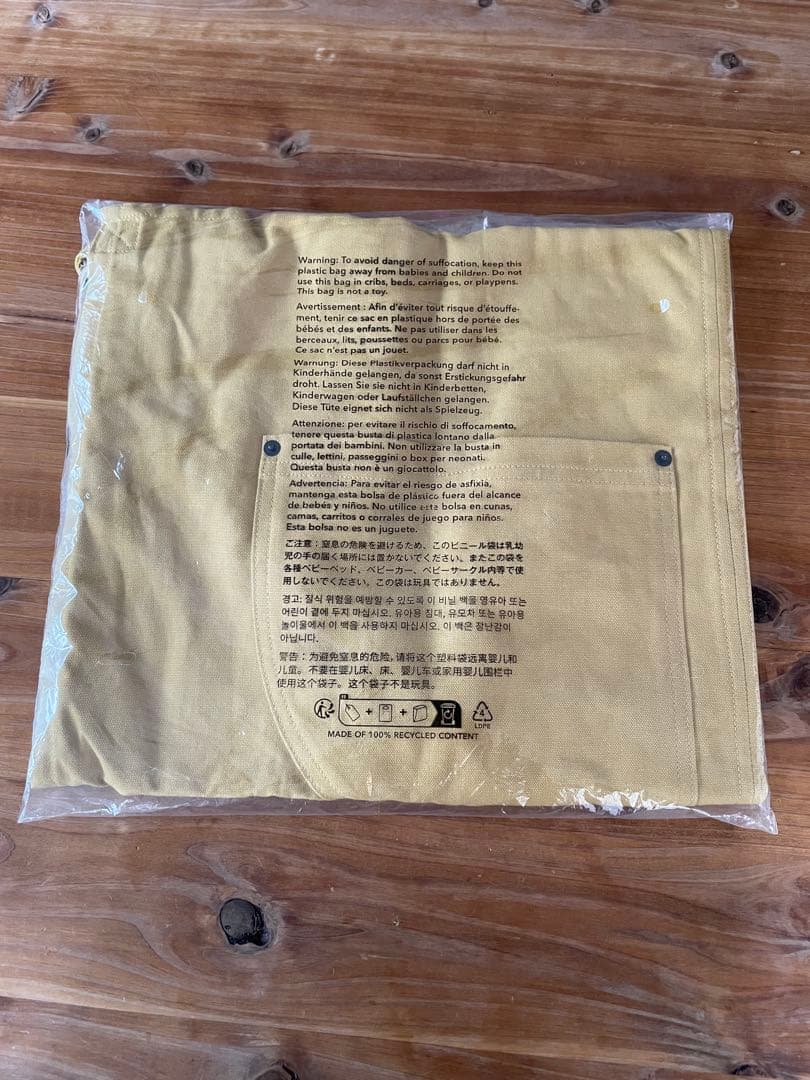 Warning: To avoid danger of suffocation, keep this
plastic bag away from babies and children. Do not
use this bag in cribs, beds, carriages, or playpens.
This bag is not a toy.
Avertissement : Afin d'éviter tout risque d'étouffe-
ment, tenir ce sac en plastique hors de portée des
bébés et des enfants. Ne pas utiliser dans les
berceaux, lits, poussettes ou parcs pour bébé.
Ce sac n'est pas un jouet.
Warnung: Diese Plastikverpackung darf nicht in
Kinderhände gelangen, da sonst Erstickungsgefahr
droht. Lassen Sie sie nicht in Kinderbetten,
Kinderwagen oder Laufställchen gelangen.
Diese Tüte eignet sich nicht als Spielzeug.
Attenzione: per evitare il rischio di soffocamento,
tenere questa busta di plastica lontano dalla
portata dei bambini. Non utilizzare la busta in
culle, lettini, passeggini o box per neonati.
Questa busta non è un giocattolo.
Advertencia: Para evitar el riesgo de asfixia,
mantenga esta bolsa de plástico fuera del alcance
de bebés y niños. No utilice esta bolsa en cunas,
camas, carritos o corrales de juego para niños.
Esta bolsa no es un juguete.
ご注意：窒息の危険を避けるため、このビニール袋は乳幼
児の手の届く場所には置かないでください。またこの袋を
各種ベビーベッド、ベビーカー、ベビーサークル内等で使
用しないでください。この袋は玩具ではありません。
경고: 질식 위험을 예방할 수 있도록 이 비닐 백을 영유아 또는
어린이 곁에 두지 마십시오. 유아용 침대, 유모차 또는 유아용
놀이울에서 이 백을 사용하지 마십시오. 이 백은 장난감이
아닙니다.
警告：为避免窒息的危险,请将这个塑料袋远离婴儿和
儿童。不要在婴儿床、床、婴儿车或家用婴儿围栏中
使用这个袋子。这个袋子不是玩具。
4
LDPE
MADE OF 100% RECYCLED CONTENT